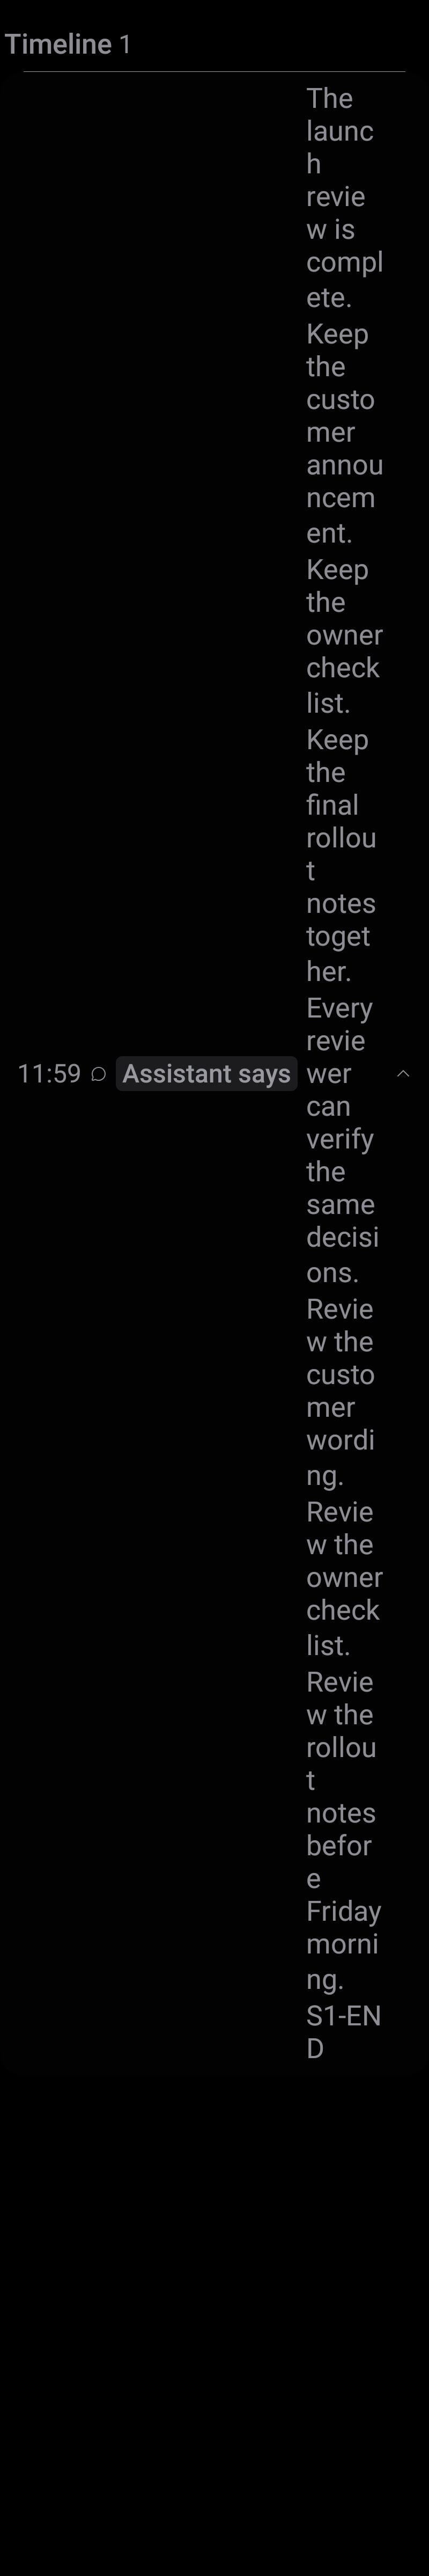 Timeline 1
The
launc
h
revie
w is
compl
ete.
Keep
the
custo
mer
annou
ncem
ent.
Keep
the
owner
check
list.
Keep
the
final
rollou
t
notes
toget
her.
Every
revie
11:59 Assistant says wer
can
verify
the
same
decisi
ons.
Revie
w the
custo
mer
wordi
ng.
Revie
w the
owner
check
list.
Revie
w the
rollou
t
notes
befor
e
Friday
morni
ng.
S1-EN
D